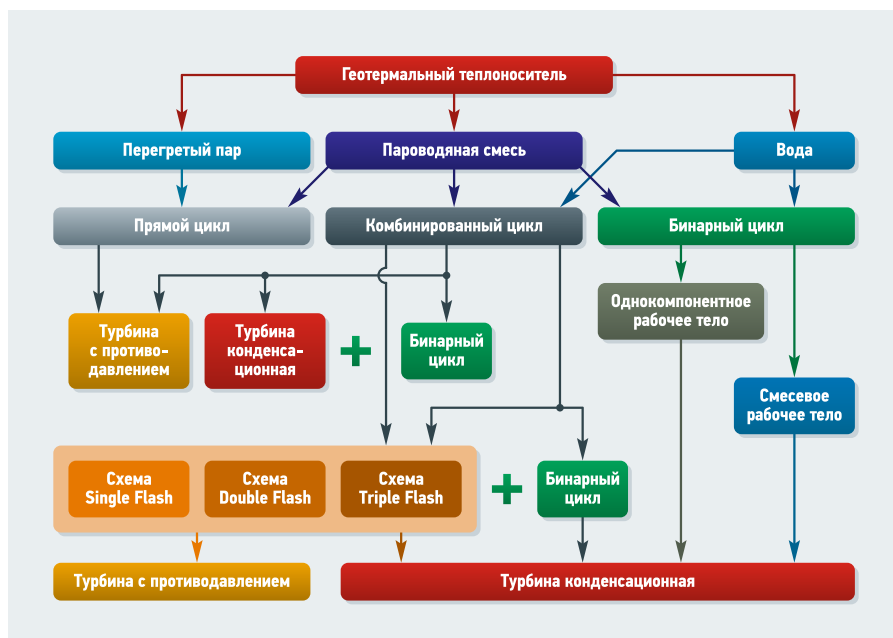 Геотермальный теплоноситель
Перегретый пар
Пароводяная смесь
Вода
Прямой цикл
Комбинированный цикл
Бинарный цикл
Однокомпонентное
рабочее тело
Турбина
с противо-
давлением
Турбина
конденса-
ционная
+
Бинарный
цикл
Смесевое
рабочее тело
Схема
Single Flash
Схема
Double Flash
Схема
Triple Flash
+
Бинарный
цикл
Турбина с противодавлением
Турбина конденсационная